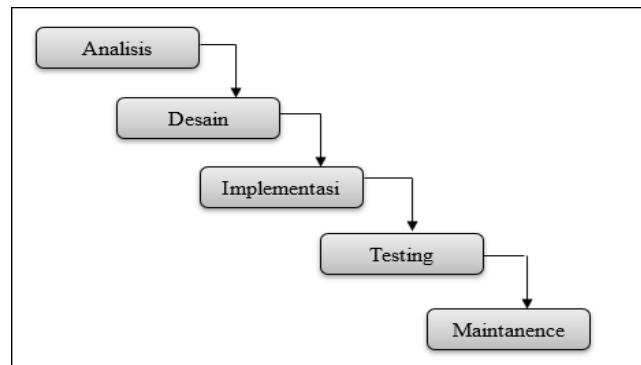 Analisis
Desain
Implementasi
Testing
Maintanence